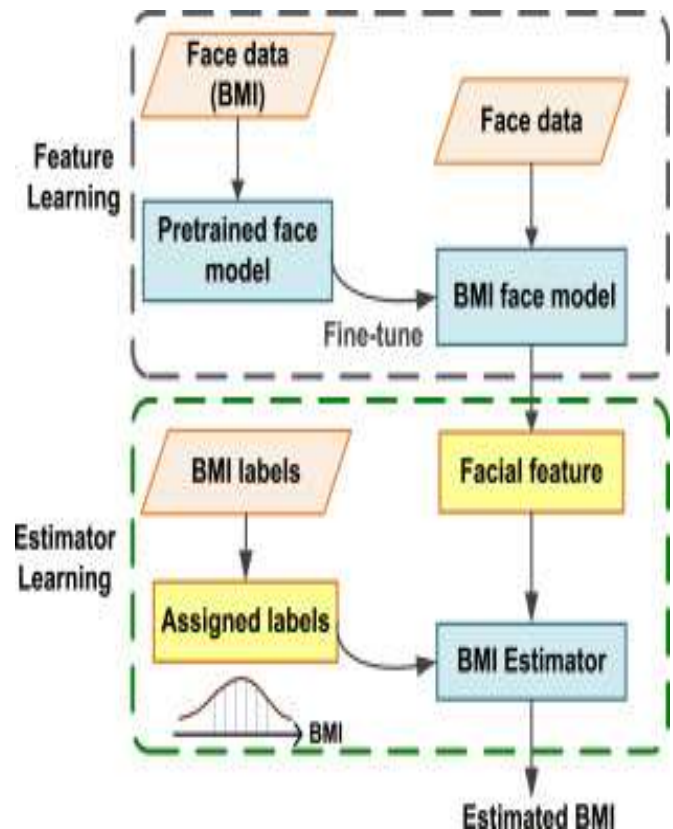 Face data
(BMI)
Face data
Feature
Learning
Pretrained face
model
BMI face model
Fine-tune
BMI labels
Facial feature
Estimator
Learning
Assigned labels
BMI Estimator
BMI
Estimated BMI